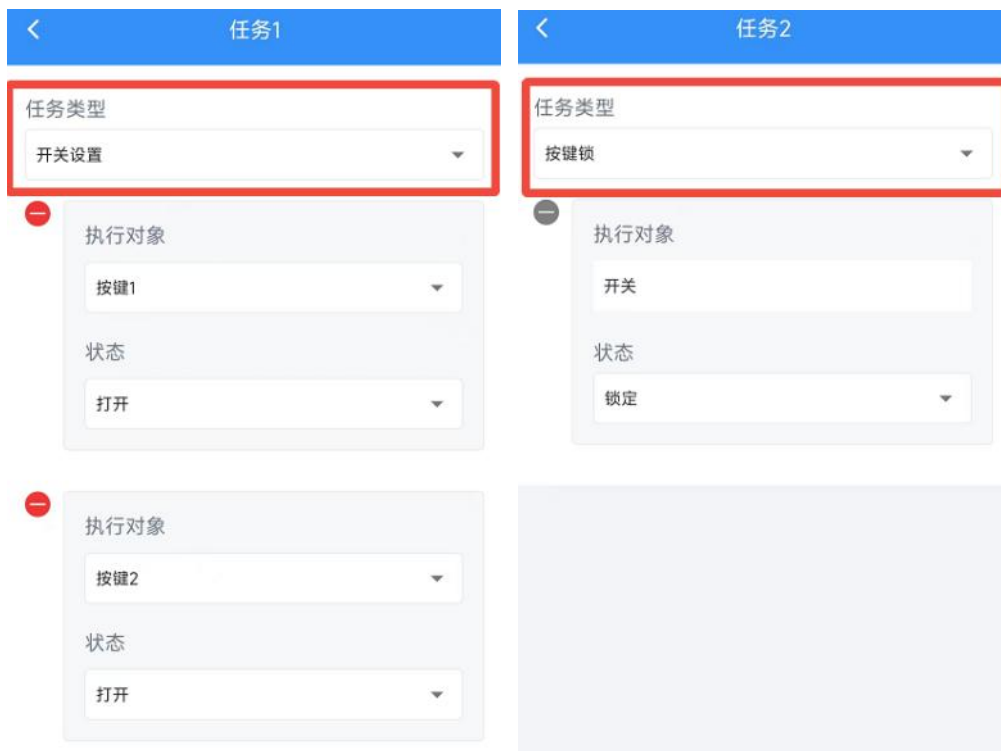 任务1
任务类型
开关设置
执行对象
按键1
状态
打开
执行对象
按键2
状态
打开
任务2
任务类型
按键锁
执行对象
开关
状态
锁定